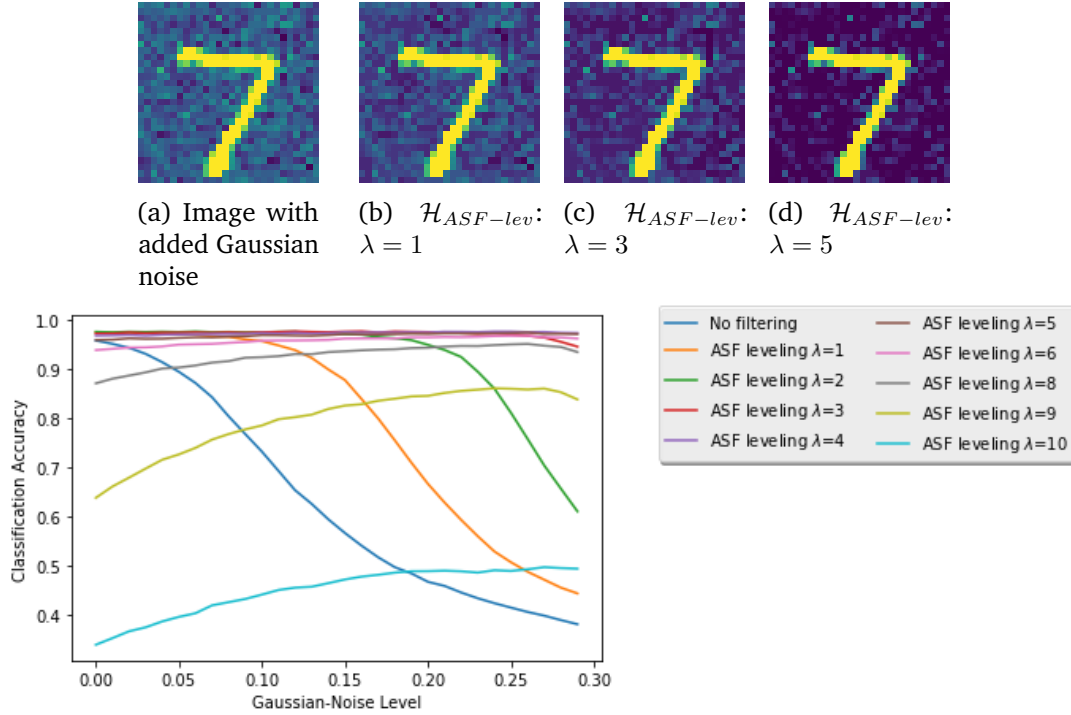 (a) Image with
added Gaussian
noise
(b) $\mathcal{H}_{ASF-lev}$:
λ = 1
(c) $\mathcal{H}_{ASF-lev}$:
λ = 3
(d) $\mathcal{H}_{ASF-lev}$:
λ = 5
1.0
0.9
0.8
0.7
0.6
0.5
0.4
Classification Accuracy
0.00 0.05 0.10 0.15 0.20 0.25 0.30
Gaussian-Noise Level
No filtering
ASF leveling λ=1
ASF leveling λ=2
ASF leveling λ=3
ASF leveling λ=4
ASF leveling λ=5
ASF leveling λ=6
ASF leveling λ=8
ASF leveling λ=9
ASF leveling λ=10